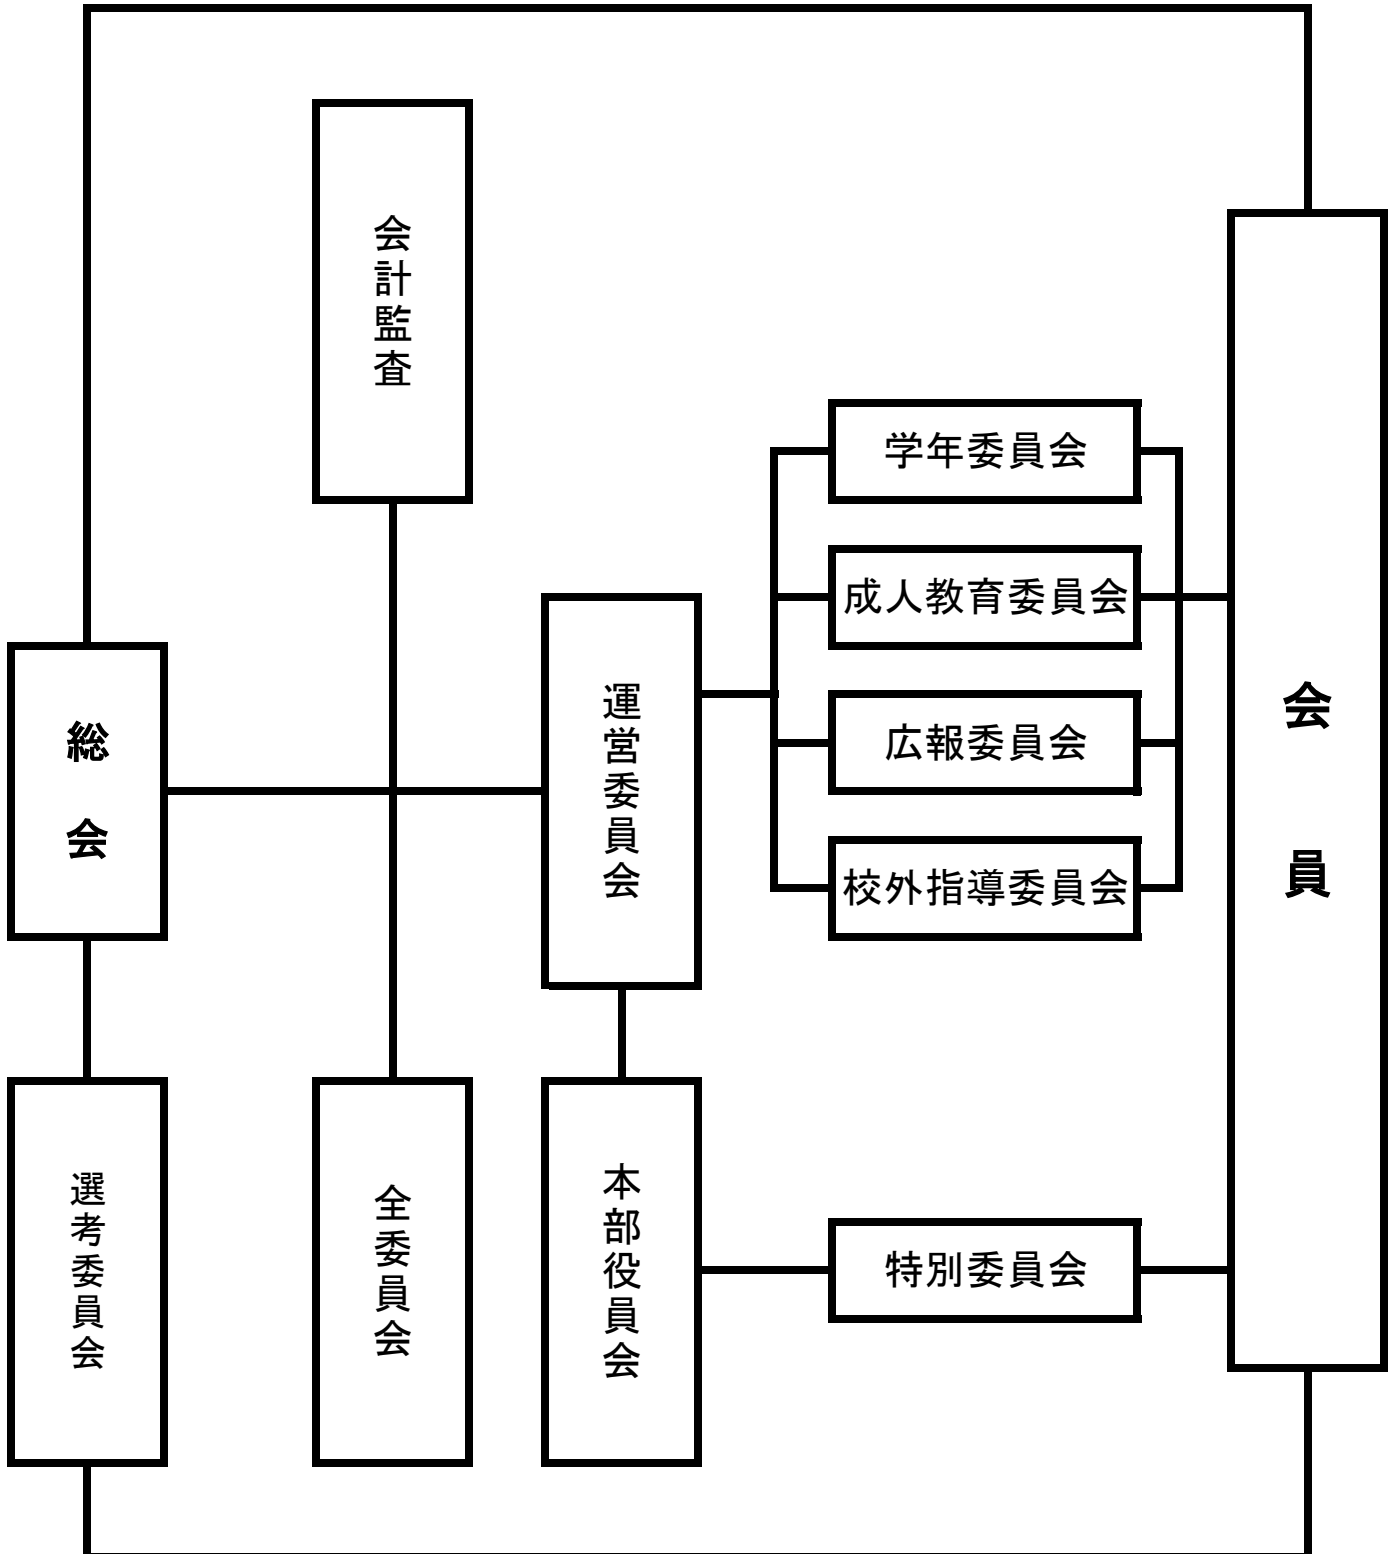 会計監査
学年委員会
成人教育委員会
広報委員会
校外指導委員会
運営委員会
総会
会員
選考委員会
全委員会
本部役員会
特別委員会